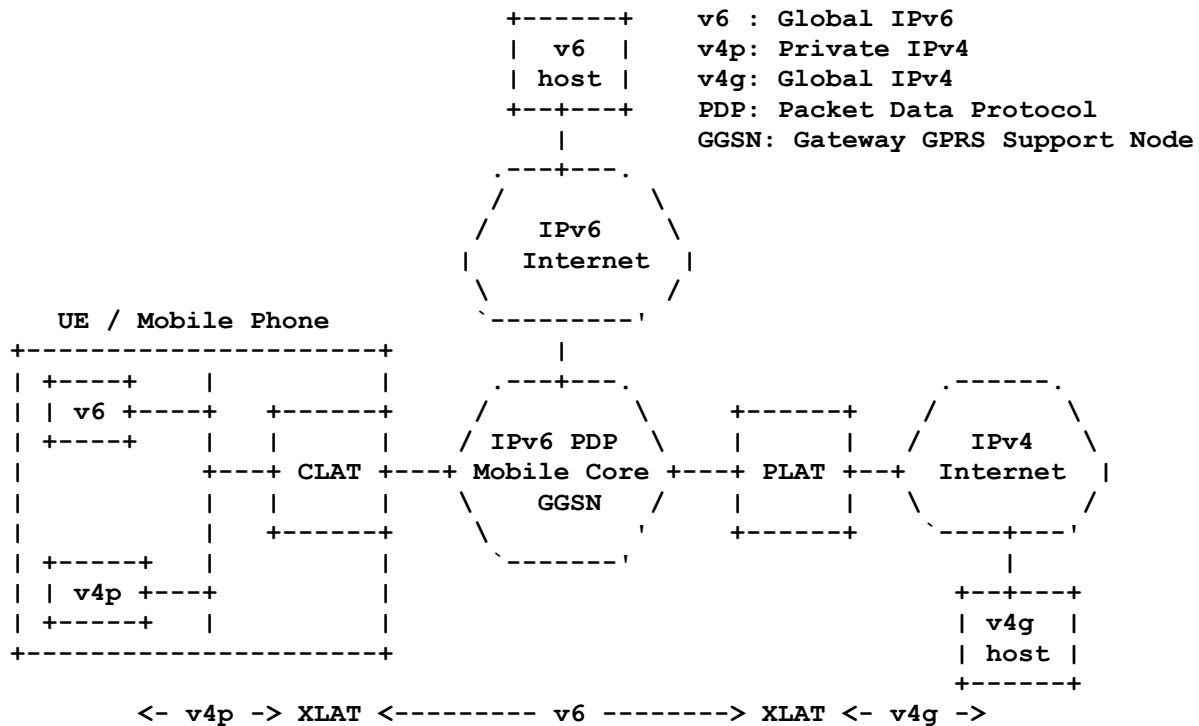 v6 : Global IPv6
v6
v4p: Private IPv4
host
v4g: Global IPv4
PDP: Packet Data Protocol
GGSN: Gateway GPRS Support Node
IPv6
Internet
UE / Mobile Phone
v6
IPv6 PDP
IPv4
CLAT
Mobile Core
PLAT
Internet
GGSN
v4p
v4g
host
<- v4p -> XLAT <--------- v6 --------> XLAT <- v4g ->